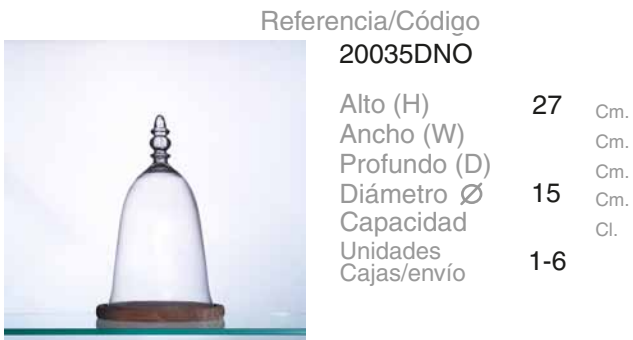 Referencia/Código
20035DNO
Alto (H) 27 Cm.
Ancho (W) Cm.
Profundo (D) Cm.
Diámetro Ø 15 Cm.
Capacidad Cl.
Unidades
Cajas/envío 1-6